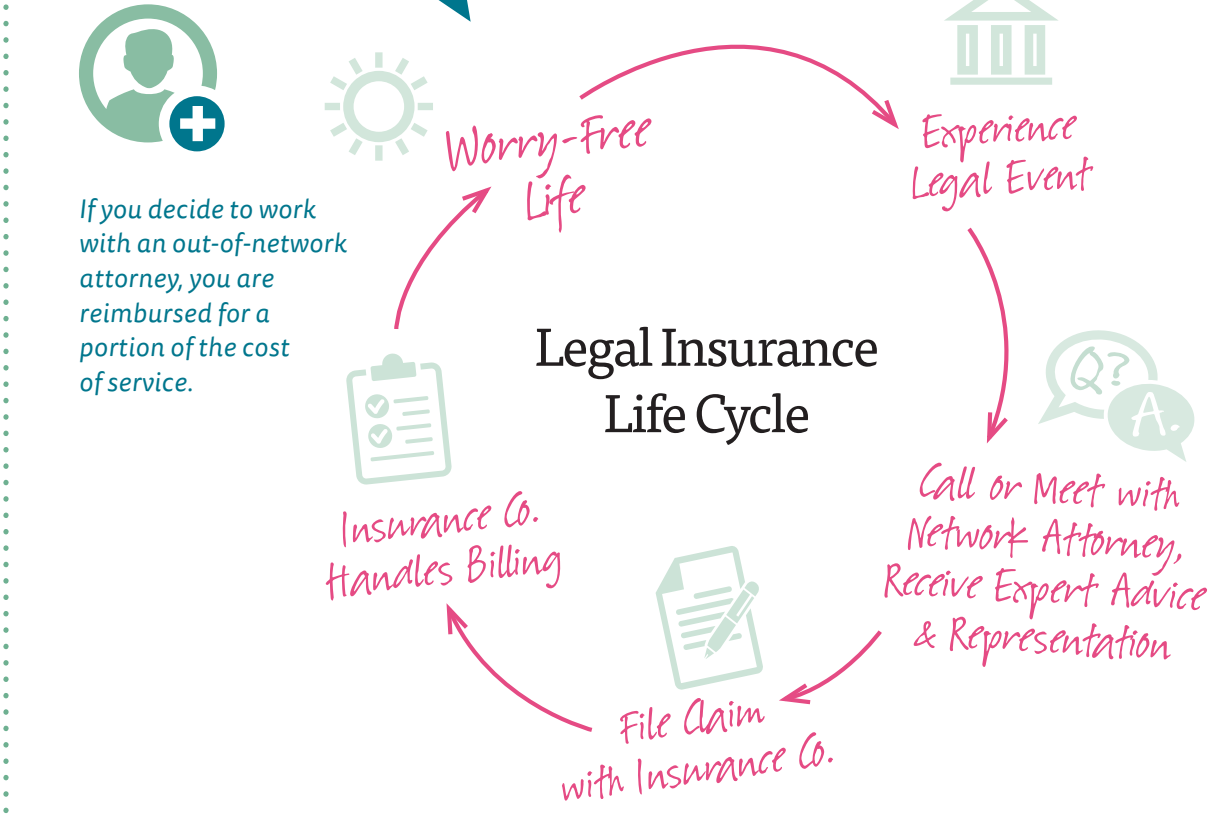 If you decide to work
with an out-of-network
attorney, you are
reimbursed for a
portion of the cost
of service.
Worry-Free
Life
Experience
Legal Event
Legal Insurance
Life Cycle
Q?
A.
Call or Meet with
Network Attorney,
Receive Expert Advice
& Representation
File Claim
with Insurance Co.
Insurance Co.
Handles Billing